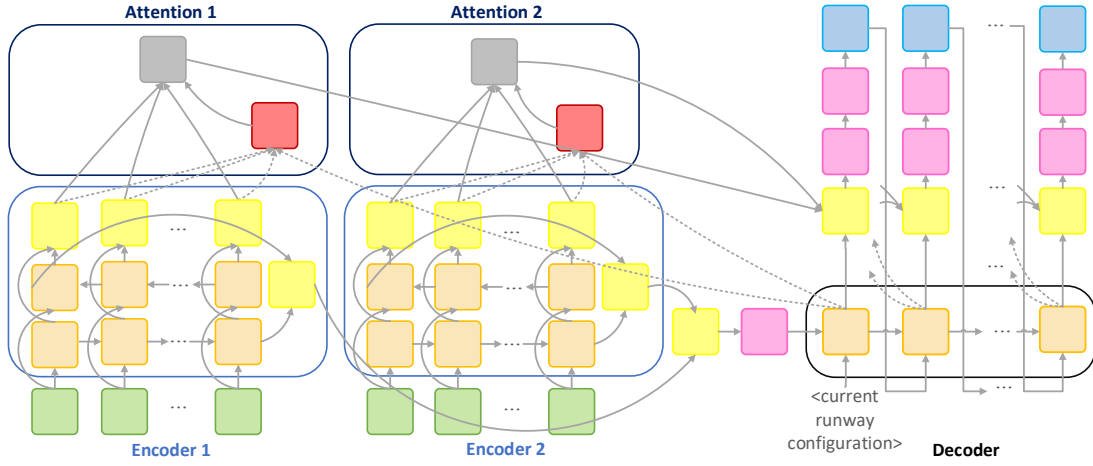 Attention 1
Attention 2
...
...
...
...
...
...
...
...
...
...
Encoder 1
Encoder 2
<current
runway
configuration>
Decoder